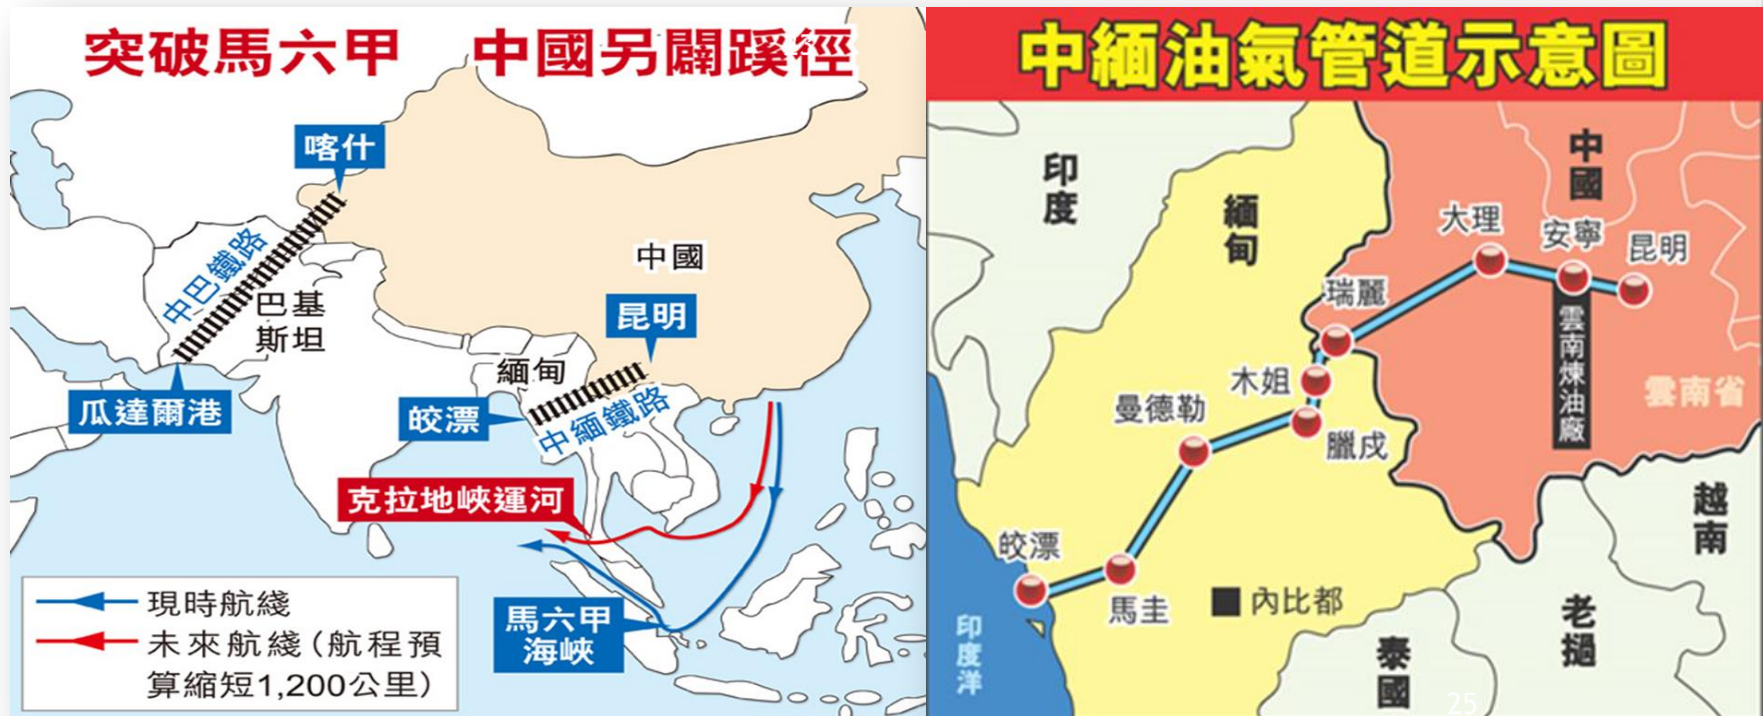 突破馬六甲 中國另闢蹊徑
喀什
中巴鐵路
巴基
斯坦
中國
昆明
緬甸
瓜達爾港
皎漂
中緬鐵路
克拉地峽運河
馬六甲
海峽
現時航綫
未來航綫（航程預
算縮短1,200公里）
中緬油氣管道示意圖
印度
緬甸
中國
大理
安寧
昆明
瑞麗
雲南煉油廠
木姐
雲南省
曼德勒
臘戌
越南
皎漂
馬圭
內比都
印度洋
泰國
老撾
25